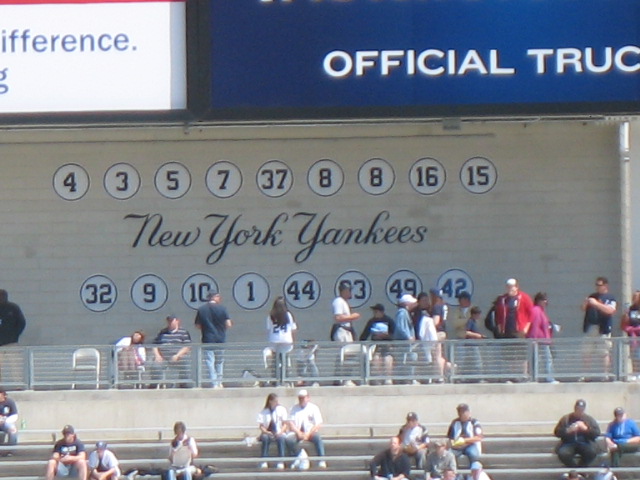 ifference.
g
OFFICIAL TRUC
4 3 5 7 37 8 8 16 15
New York Yankees
32 9 10 1 44 23 49 42
24